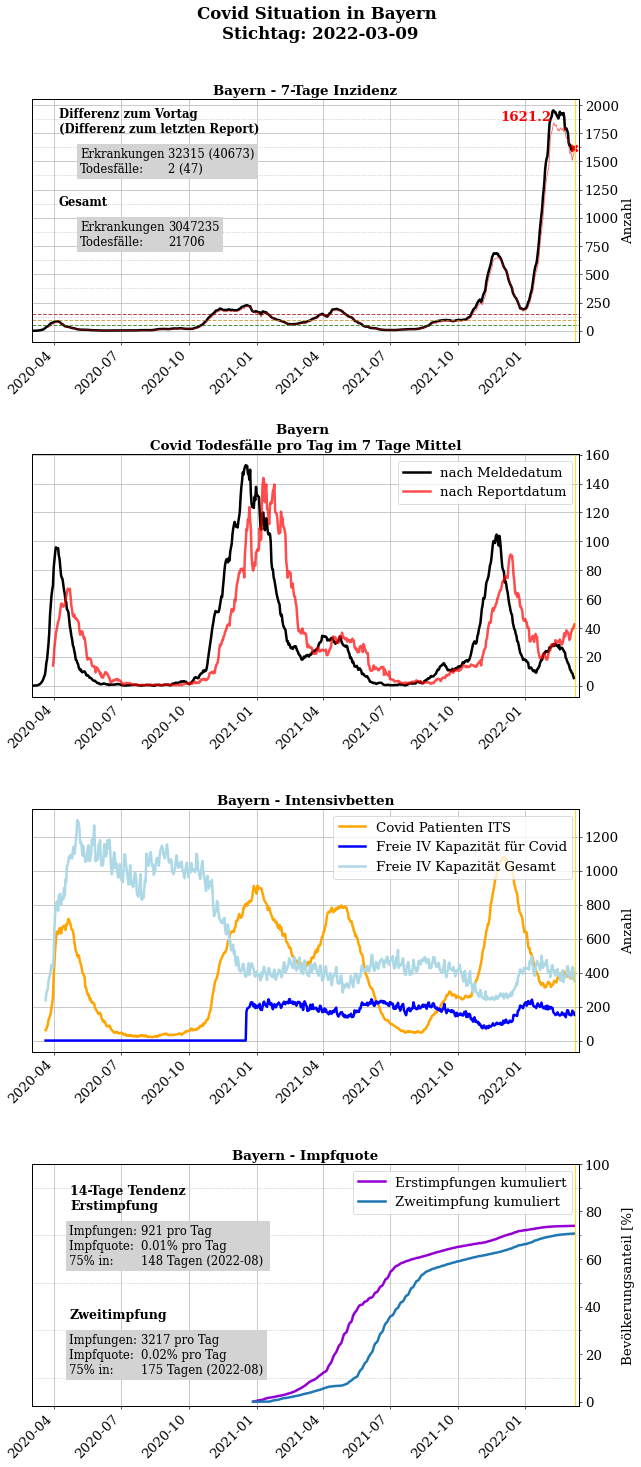 Covid Situation in Bayern
Stichtag: 2022-03-09
Bayern - 7-Tage Inzidenz
Differenz zum Vortag
(Differenz zum letzten Report)
Erkrankungen 32315 (40673)
Todesfälle: 2 (47)
Gesamt
Erkrankungen 3047235
Todesfälle: 21706
1621.2
2000
1750
1500
1250
1000
750
500
250
0
Anzahl
2020-04
2020-07
2020-10
2021-01
2021-04
2021-07
2021-10
2022-01
Bayern
Covid Todesfälle pro Tag im 7 Tage Mittel
nach Meldedatum
nach Reportdatum
160
140
120
100
80
60
40
20
0
2020-04
2020-07
2020-10
2021-01
2021-04
2021-07
2021-10
2022-01
Bayern - Intensivbetten
Covid Patienten ITS
Freie IV Kapazität für Covid
Freie IV Kapazität Gesamt
1200
1000
800
600
400
200
0
Anzahl
2020-04
2020-07
2020-10
2021-01
2021-04
2021-07
2021-10
2022-01
Bayern - Impfquote
14-Tage Tendenz
Erstimpfung
Impfungen: 921 pro Tag
Impfquote: 0.01% pro Tag
75% in: 148 Tagen (2022-08)
Zweitimpfung
Impfungen: 3217 pro Tag
Impfquote: 0.02% pro Tag
75% in: 175 Tagen (2022-08)
Erstimpfungen kumuliert
Zweitimpfung kumuliert
100
80
60
40
20
0
Bevölkerungsanteil [%]
2020-04
2020-07
2020-10
2021-01
2021-04
2021-07
2021-10
2022-01